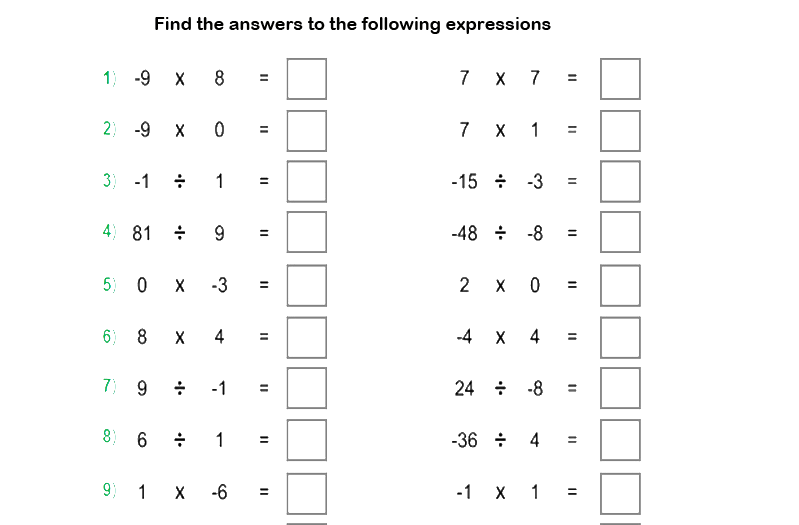 Find the answers to the following expressions
1) -9 x 8 = 7 x 7 =
2) -9 x 0 = 7 x 1 =
3) -1 ÷ 1 = -15 ÷ -3 =
4) 81 ÷ 9 = -48 ÷ -8 =
5) 0 x -3 = 2 x 0 =
6) 8 x 4 = -4 x 4 =
7) 9 ÷ -1 = 24 ÷ -8 =
8) 6 ÷ 1 = -36 ÷ 4 =
9) 1 x -6 = -1 x 1 =